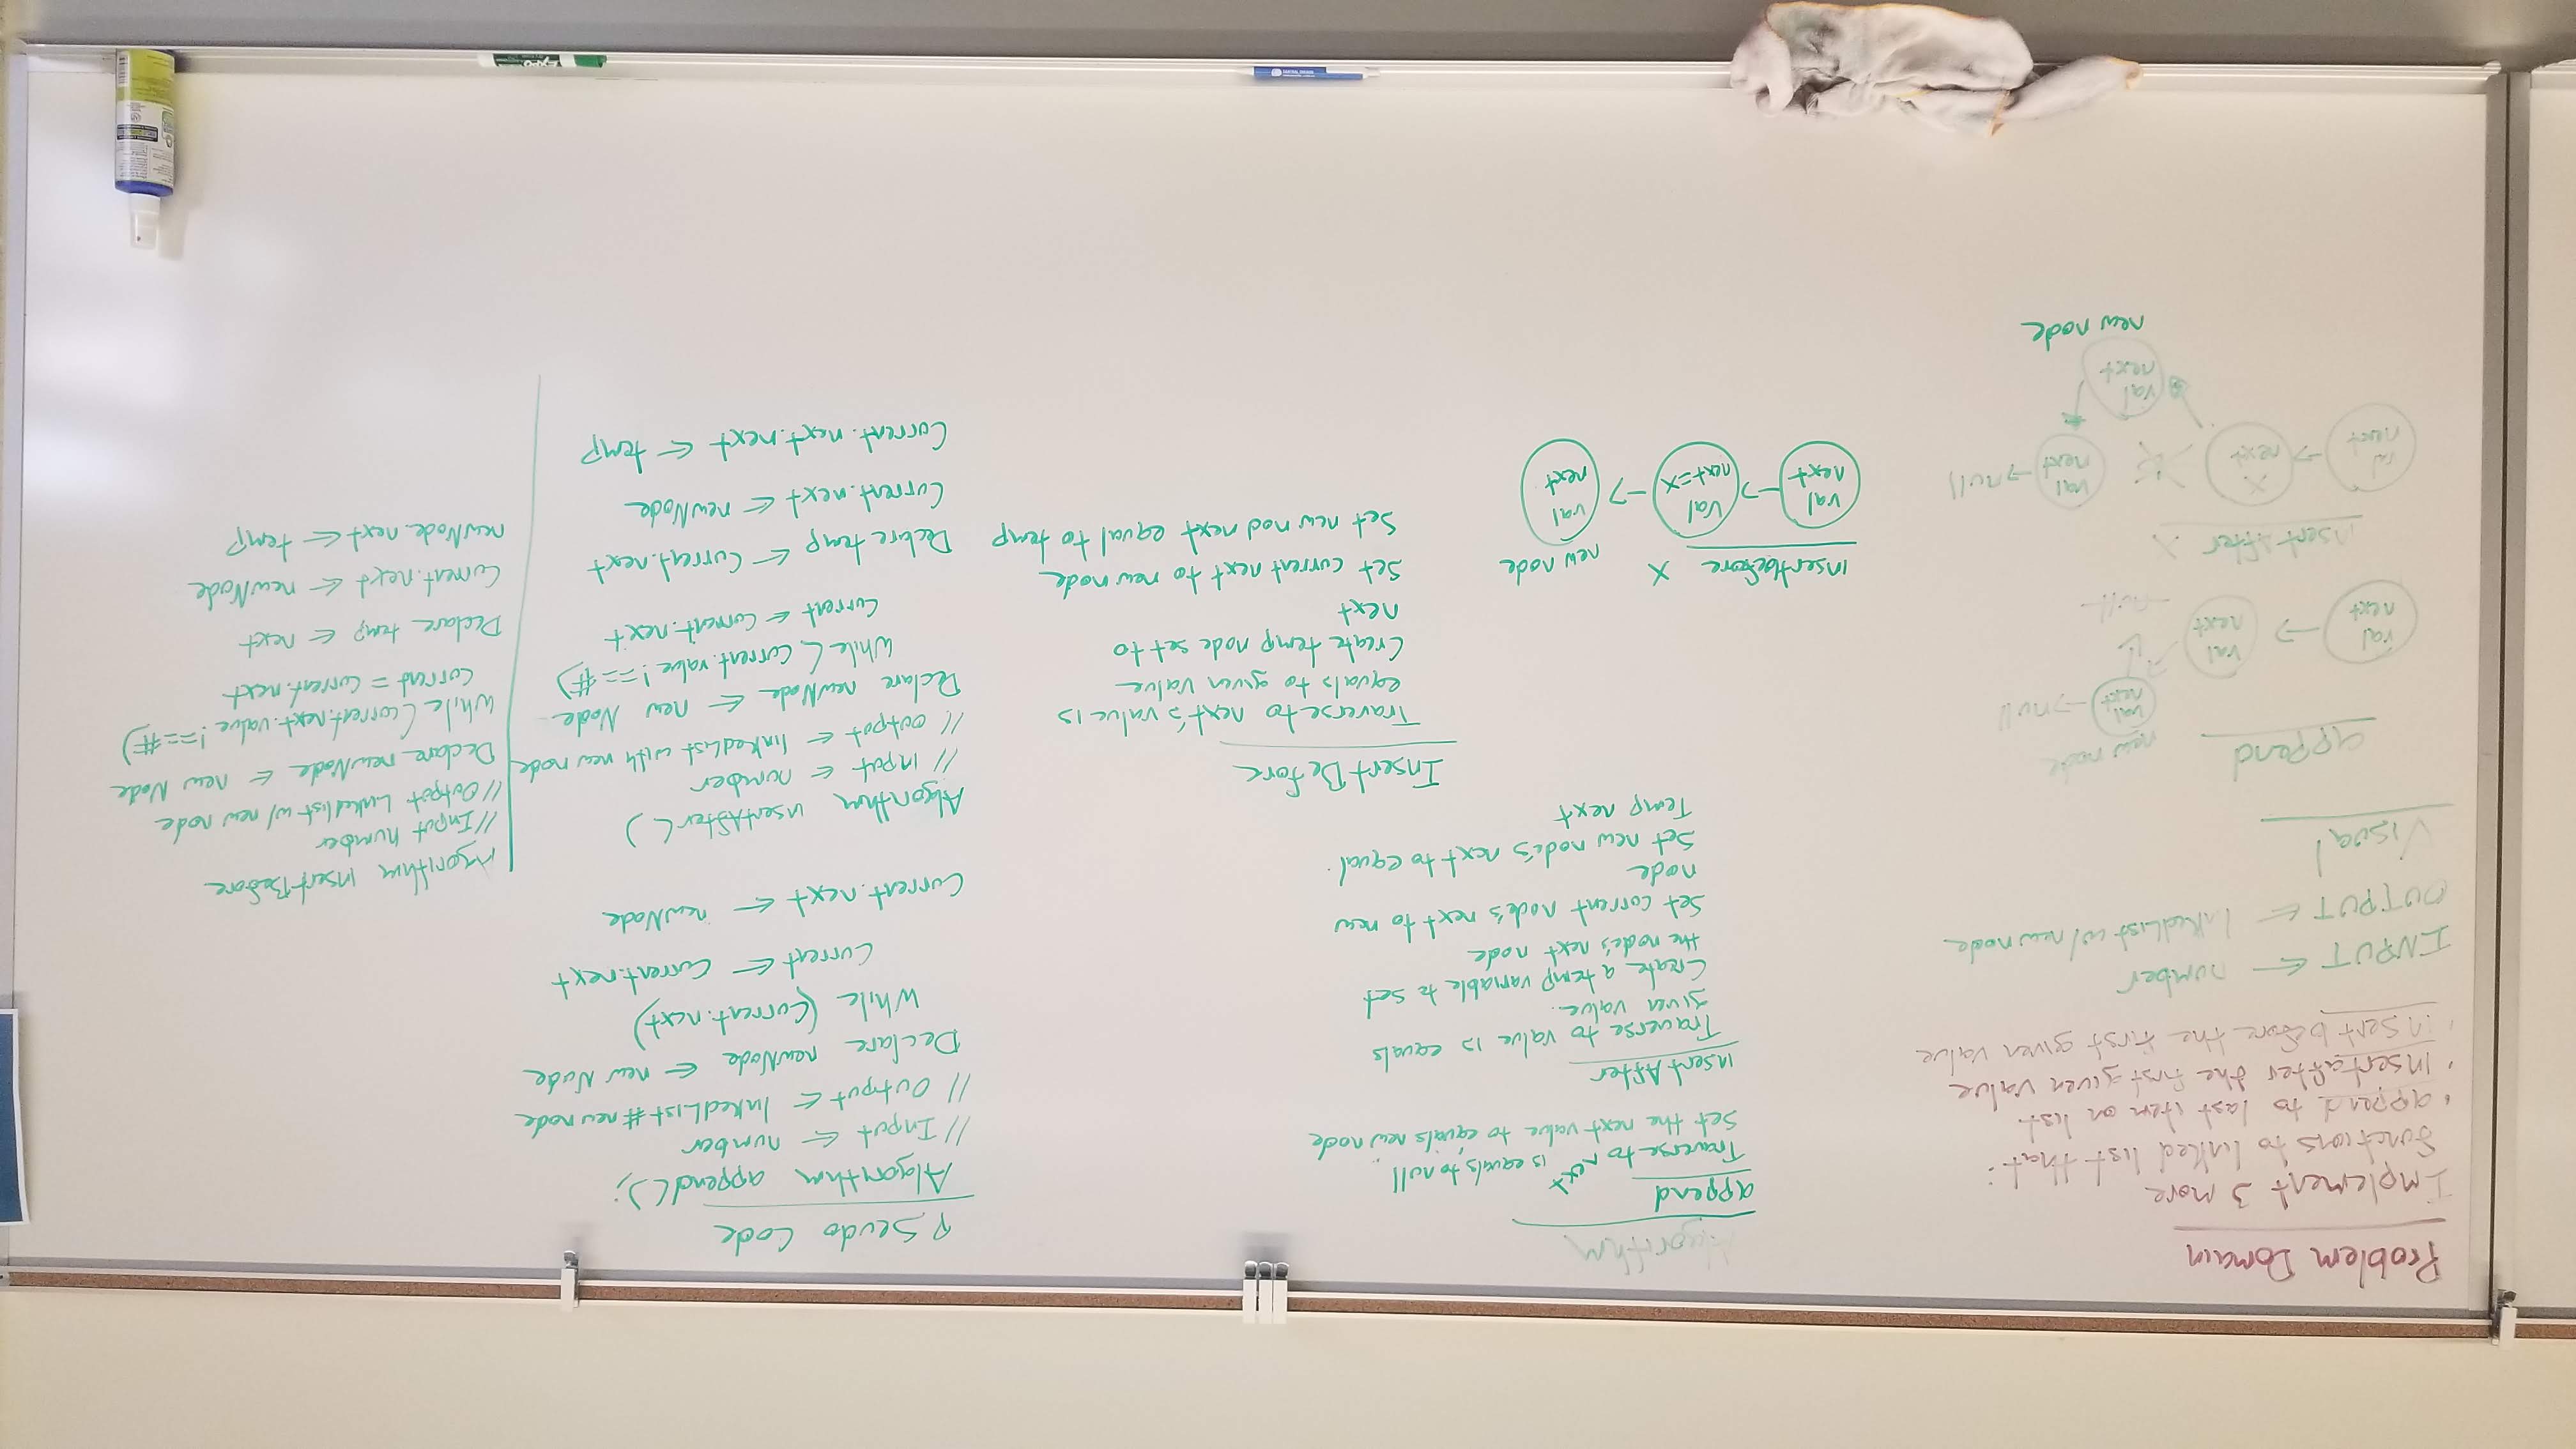 Problem Domain
Implement 3 more
functions to linked list that:
• append to last item on list.
• insert after the first given value
• insert before the first given value
INPUT ← number
OUTPUT ← linkedList w/ new node
Visual
append
new node
val
next
→ null
val
next
→
val
next
null
insertAfter X
val
next
→
X
next
val
next
→ null
val
next
new node
insertbefore X
new node
val
next
→
val
next=X
→
val
next
Algorithm
append
Traverse to next is equals to null
Set the next value to equals new node
insertAfter
Traverse to value is equals
given value.
Create a temp variable to set
the node's next node
Set current node's next to new
node
Set new node's next to equal
Temp next
InsertBefore
Traverse to next's value is
equals to given value
Create temp node set to
next
Set current next to new node
Set new nod next equal to temp
Pseudo Code
Algorithm append();
// Input ← number
// Output ← linkedList # new node
Declare newNode ← new Node
While (Current.next)
Current ← Current.next
Current.next ← newNode
Algorithm insertAfter()
// input ← number
// output ← linkedList with new node
Declare newNode ← new Node
While (Current.value !== #)
Current ← Current.next
Declare temp ← Current.next
Current.next ← newNode
Current.next.next ← temp
Algorithm insertBefore
// Input number
// Output Linkedlist w/ new node
Declare newNode ← new Node
While (current.next.value !== #)
Current = Current.next
Declare temp ← next
Current.next ← newNode
newNode.next ← temp
EXPO